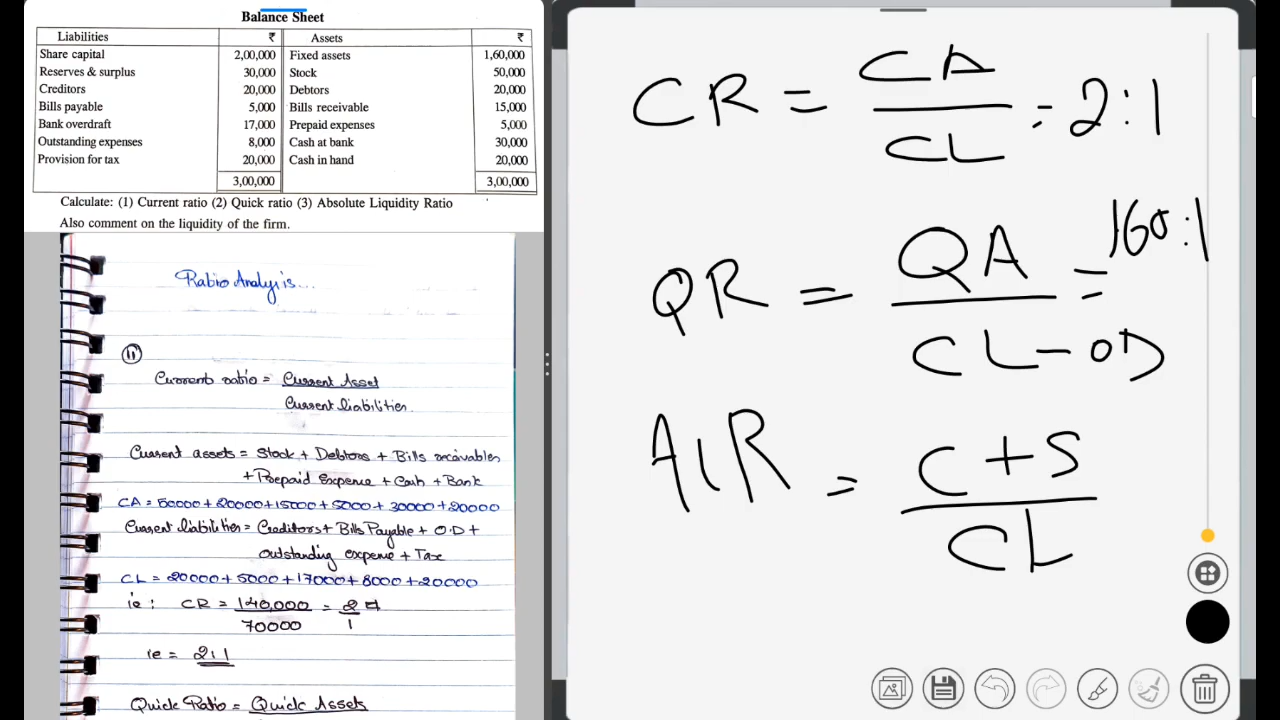 Balance Sheet
Liabilities ₹ Assets ₹
Share capital 2,00,000 Fixed assets 1,60,000
Reserves & surplus 30,000 Stock 50,000
Creditors 20,000 Debtors 20,000
Bills payable 5,000 Bills receivable 15,000
Bank overdraft 17,000 Prepaid expenses 5,000
Outstanding expenses 8,000 Cash at bank 30,000
Provision for tax 20,000 Cash in hand 20,000
3,00,000 3,00,000
Calculate: (1) Current ratio (2) Quick ratio (3) Absolute Liquidity Ratio
Also comment on the liquidity of the firm.
Ratio Analysis...
11
Current ratio = Current Asset
Current liabilities.
Current assets = Stock + Debtors + Bills receivables
+ Prepaid Expense + Cash + Bank
CA = 50000 + 20000 + 15000 + 5000 + 30000 + 20000
Current liabilities = Creditors + Bills Payable + O.D +
Outstanding expense + Tax
CL = 20000 + 5000 + 17000 + 8000 + 20000
ie : CR = 140,000 = 2
70000 1
ie = 2:1
Quick Ratio = Quick Assets
CR = CA = 2:1
CL
QR = QA = 160:1
CL - OD
ALR = C + S
CL